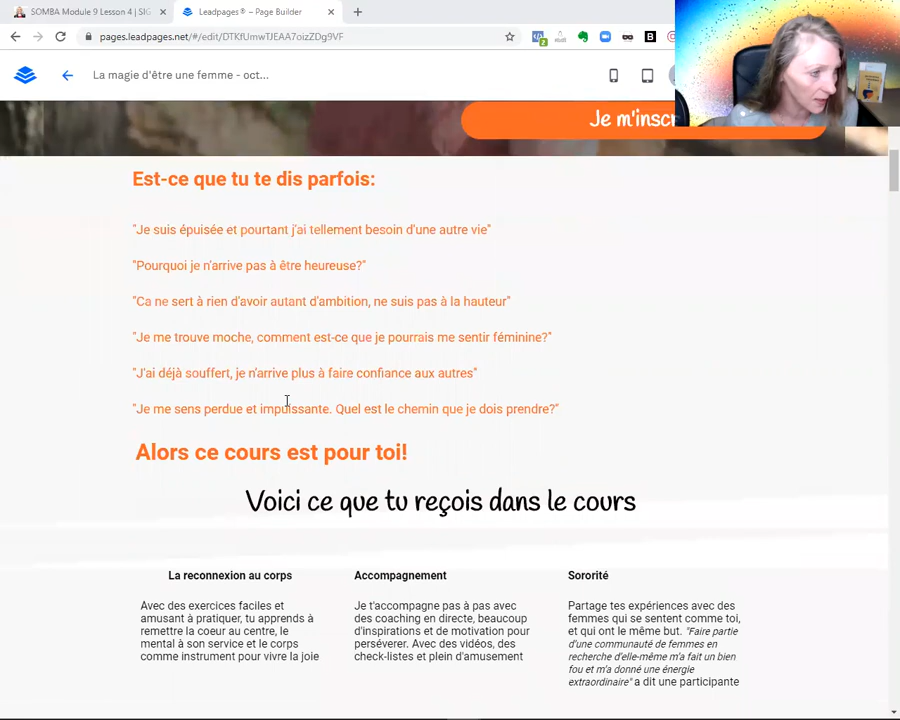 SOMBA Module 9 Lesson 4 | SIG
Leadpages® – Page Builder
pages.leadpages.net/#/edit/DTKfUmwTJEAA7oizZDg9VF
La magie d'être une femme - oct...
Je m'inscr
Est-ce que tu te dis parfois:
"Je suis épuisée et pourtant j'ai tellement besoin d'une autre vie"
"Pourquoi je n'arrive pas à être heureuse?"
"Ca ne sert à rien d'avoir autant d'ambition, ne suis pas à la hauteur"
"Je me trouve moche, comment est-ce que je pourrais me sentir féminine?"
"J'ai déjà souffert, je n'arrive plus à faire confiance aux autres"
"Je me sens perdue et impuissante. Quel est le chemin que je dois prendre?"
Alors ce cours est pour toi!
Voici ce que tu reçois dans le cours
La reconnexion au corps
Avec des exercices faciles et
amusant à pratiquer, tu apprends à
remettre la coeur au centre, le
mental à son service et le corps
comme instrument pour vivre la joie
Accompagnement
Je t'accompagne pas à pas avec
des coaching en directe, beaucoup
d'inspirations et de motivation pour
perséverer. Avec des vidéos, des
check-listes et plein d'amusement
Sororité
Partage tes expériences avec des
femmes qui se sentent comme toi,
et qui ont le même but. "Faire partie
d'une communauté de femmes en
recherche d'elle-même m'a fait un bien
fou et m'a donné une énergie
extraordinaire" a dit une participante